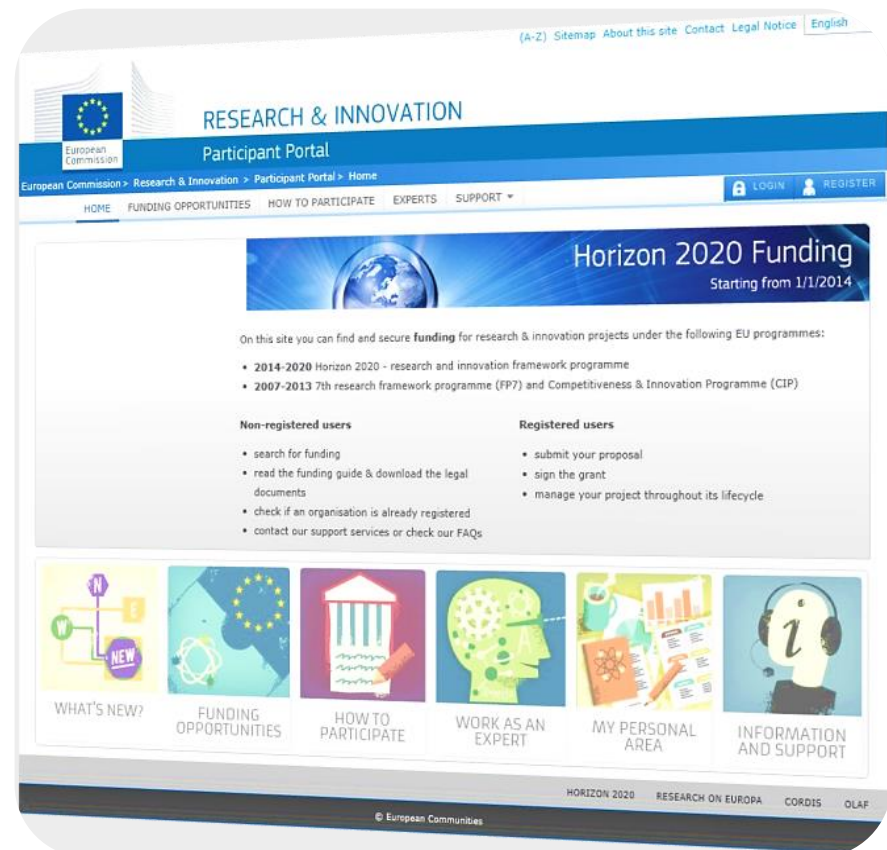 (A-Z) Sitemap About this site Contact Legal Notice English
European
Commission
RESEARCH & INNOVATION
Participant Portal
European Commission > Research & Innovation > Participant Portal > Home
HOME FUNDING OPPORTUNITIES HOW TO PARTICIPATE EXPERTS SUPPORT
LOGIN REGISTER
Horizon 2020 Funding
Starting from 1/1/2014
On this site you can find and secure funding for research & innovation projects under the following EU programmes:
• 2014-2020 Horizon 2020 - research and innovation framework programme
• 2007-2013 7th research framework programme (FP7) and Competitiveness & Innovation Programme (CIP)
Non-registered users
• search for funding
• read the funding guide & download the legal
documents
• check if an organisation is already registered
• contact our support services or check our FAQs
Registered users
• submit your proposal
• sign the grant
• manage your project throughout its lifecycle
N
W
E
NEW
i
WHAT'S NEW?
FUNDING
OPPORTUNITIES
HOW TO
PARTICIPATE
WORK AS AN
EXPERT
MY PERSONAL
AREA
INFORMATION
AND SUPPORT
HORIZON 2020 RESEARCH ON EUROPA CORDIS OLAF
© European Communities